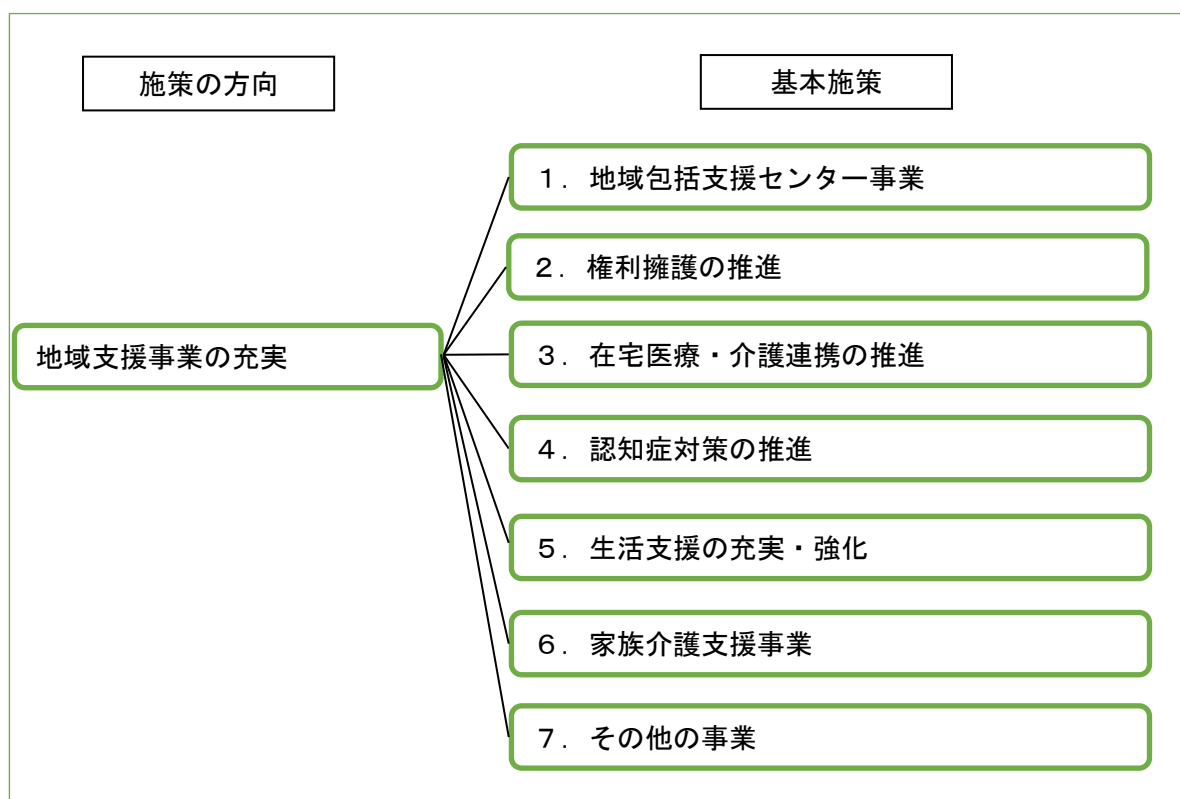 施策の方向
基本施策
地域支援事業の充実
１．地域包括支援センター事業
２．権利擁護の推進
３．在宅医療・介護連携の推進
４．認知症対策の推進
５．生活支援の充実・強化
６．家族介護支援事業
７．その他の事業